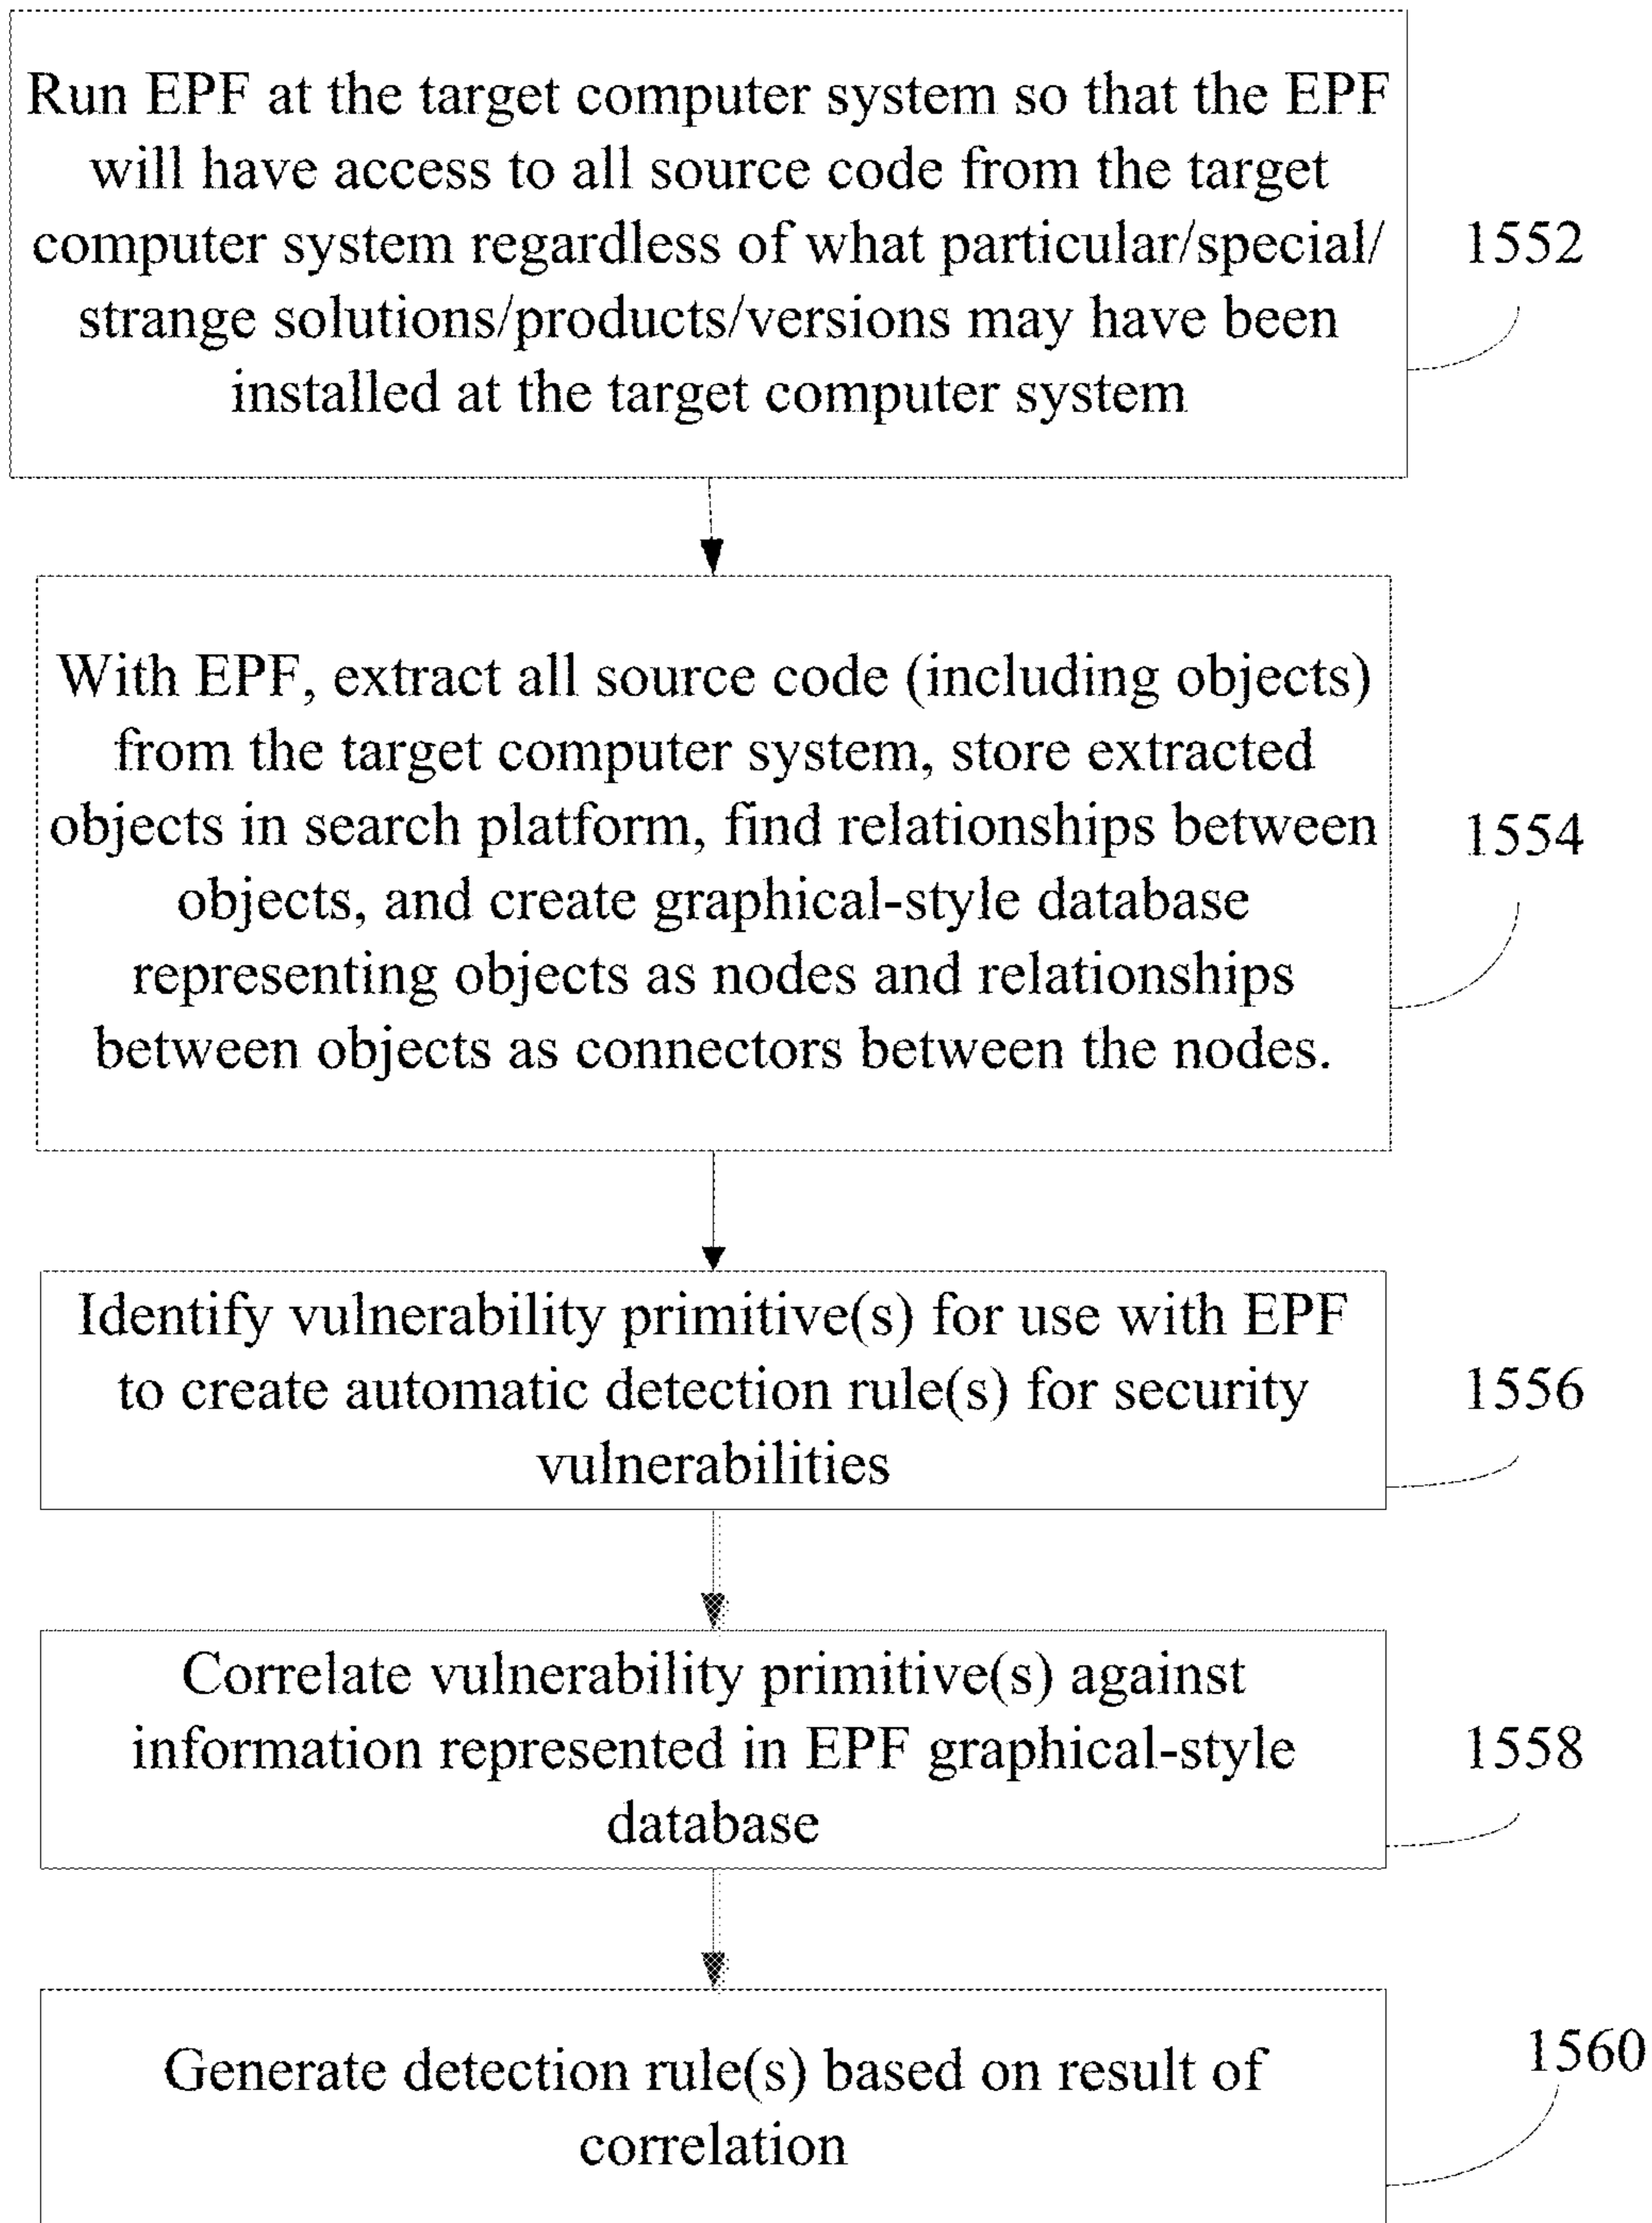 Run EPF at the target computer system so that the EPF
will have access to all source code from the target
computer system regardless of what particular/special/
strange solutions/products/versions may have been
installed at the target computer system
1552
With EPF, extract all source code (including objects)
from the target computer system, store extracted
objects in search platform, find relationships between
objects, and create graphical-style database
representing objects as nodes and relationships
between objects as connectors between the nodes.
1554
Identify vulnerability primitive(s) for use with EPF
to create automatic detection rule(s) for security
vulnerabilities
1556
Correlate vulnerability primitive(s) against
information represented in EPF graphical-style
database
1558
Generate detection rule(s) based on result of
correlation
1560